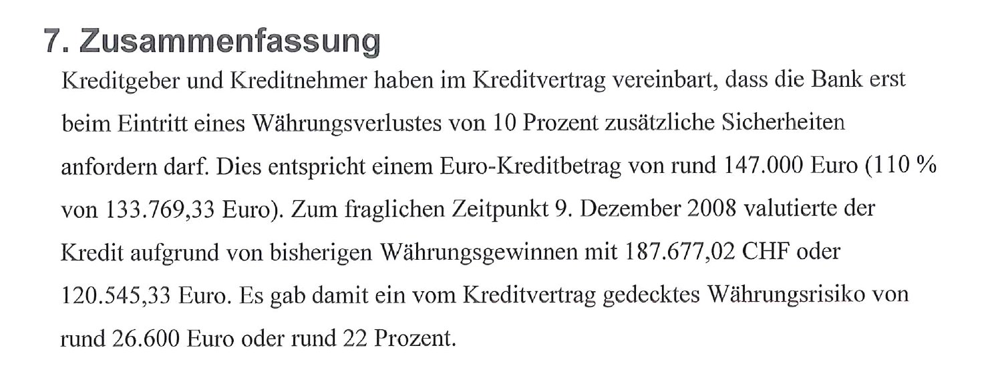 7. Zusammenfassung
Kreditgeber und Kreditnehmer haben im Kreditvertrag vereinbart, dass die Bank erst
beim Eintritt eines Währungsverlustes von 10 Prozent zusätzliche Sicherheiten
anfordern darf. Dies entspricht einem Euro-Kreditbetrag von rund 147.000 Euro (110 %
von 133.769,33 Euro). Zum fraglichen Zeitpunkt 9. Dezember 2008 valutierte der
Kredit aufgrund von bisherigen Währungsgewinnen mit 187.677,02 CHF oder
120.545,33 Euro. Es gab damit ein vom Kreditvertrag gedecktes Währungsrisiko von
rund 26.600 Euro oder rund 22 Prozent.